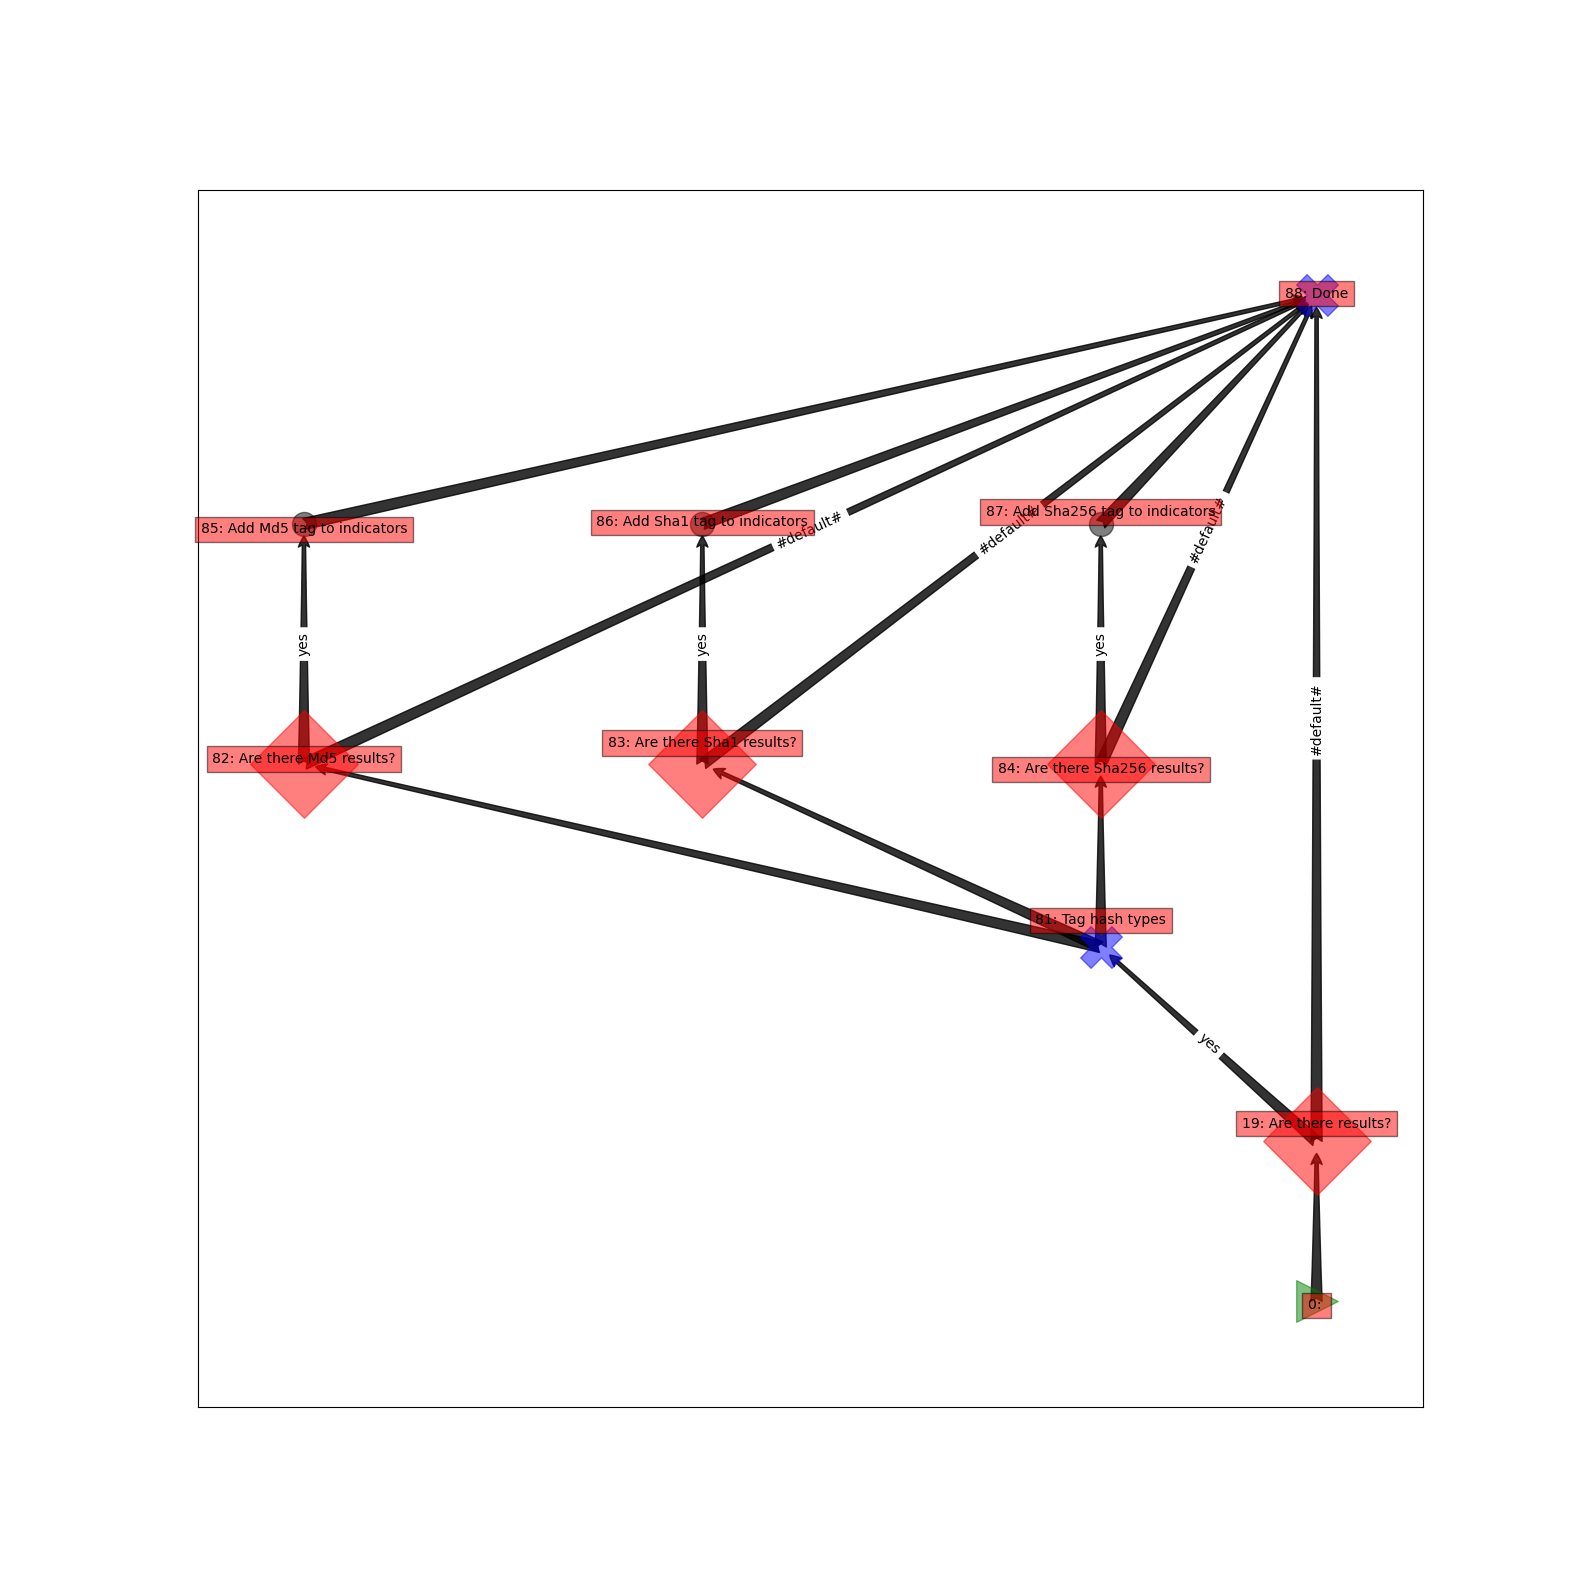 88: Done
85: Add Md5 tag to indicators
86: Add Sha1 tag to indicators
87: Add Sha256 tag to indicators
#default#
#default#
#default#
yes
yes
yes
#default#
82: Are there Md5 results?
83: Are there Sha1 results?
84: Are there Sha256 results?
81: Tag hash types
yes
19: Are there results?
0: